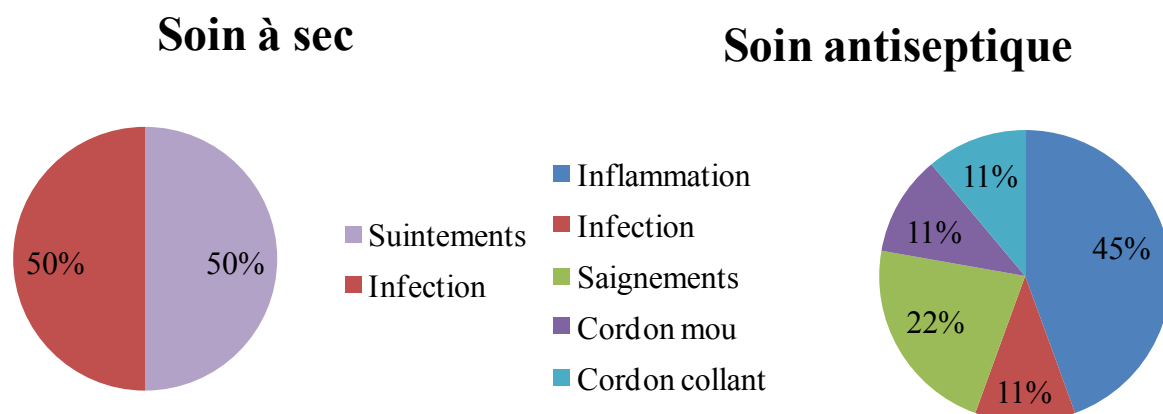 Soin à sec
50%
50%
Suintements
Infection
Soin antiseptique
Inflammation
Infection
Saignements
Cordon mou
Cordon collant
11%
11%
45%
22%
11%